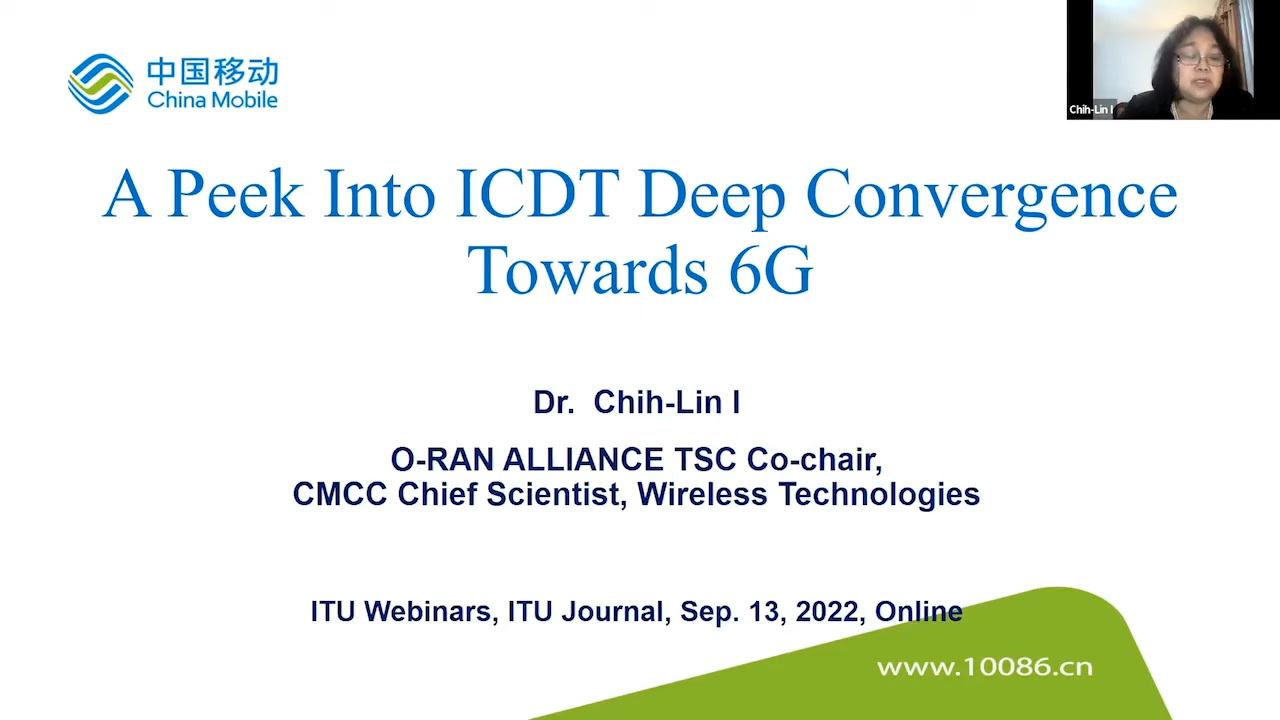 中国移动
China Mobile
Chih-Lin I
A Peek Into ICDT Deep Convergence
Towards 6G
Dr. Chih-Lin I
O-RAN ALLIANCE TSC Co-chair,
CMCC Chief Scientist, Wireless Technologies
ITU Webinars, ITU Journal, Sep. 13, 2022, Online
www.10086.cn